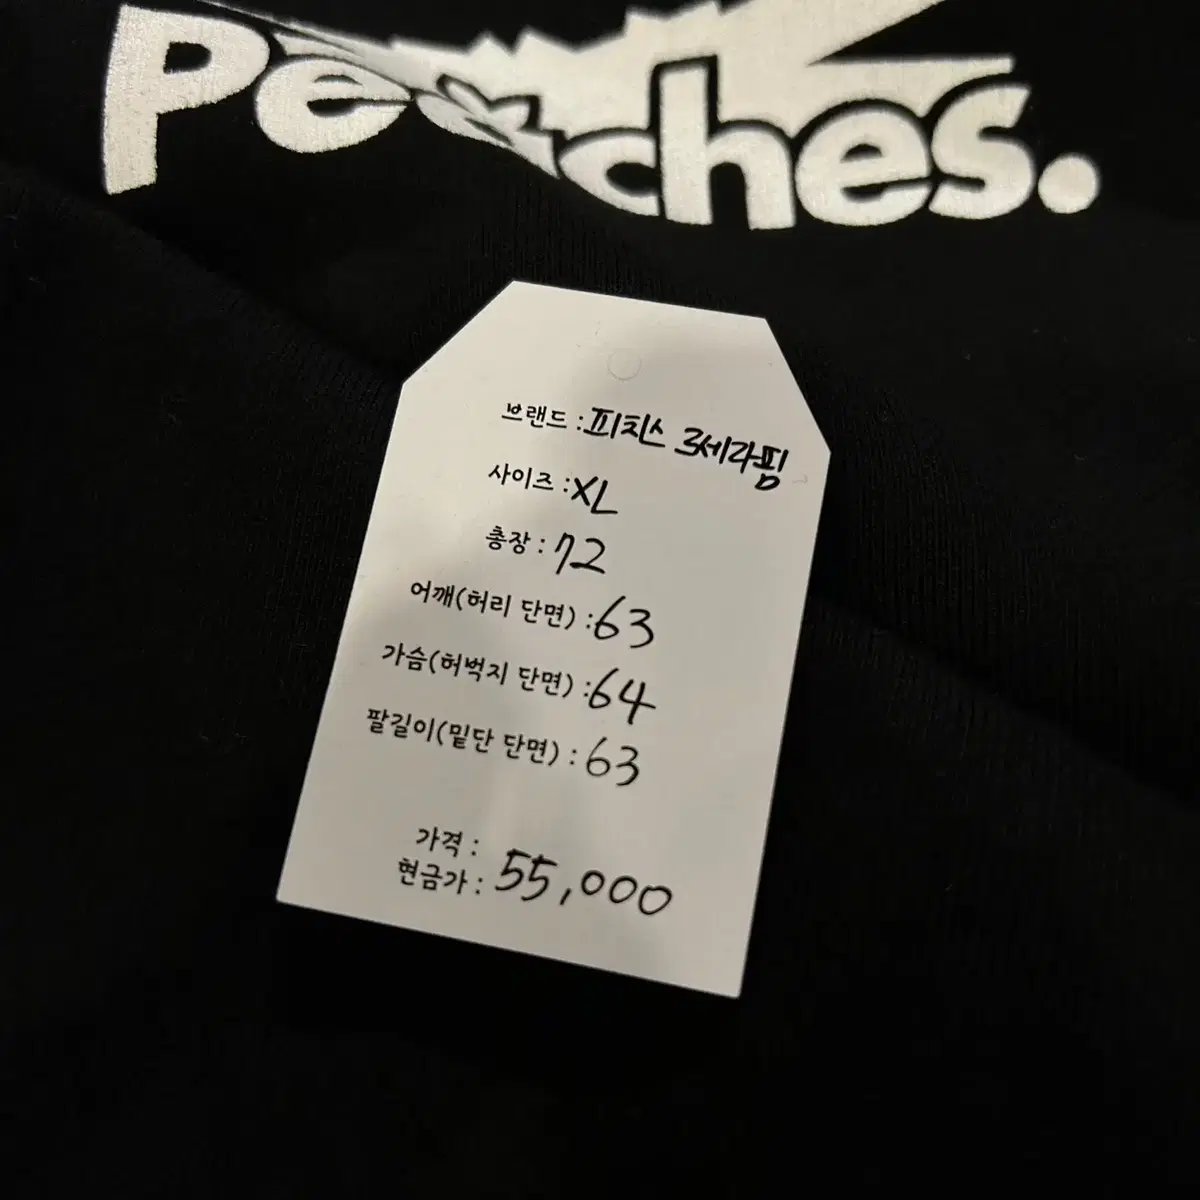 Peaches.
브랜드 : 피치스 르세라핌
사이즈 : XL
총장 : 72
어깨(허리 단면) : 63
가슴(허벅지 단면) : 64
팔길이(밑단 단면) : 63
가격 :
현금가 : 55,000